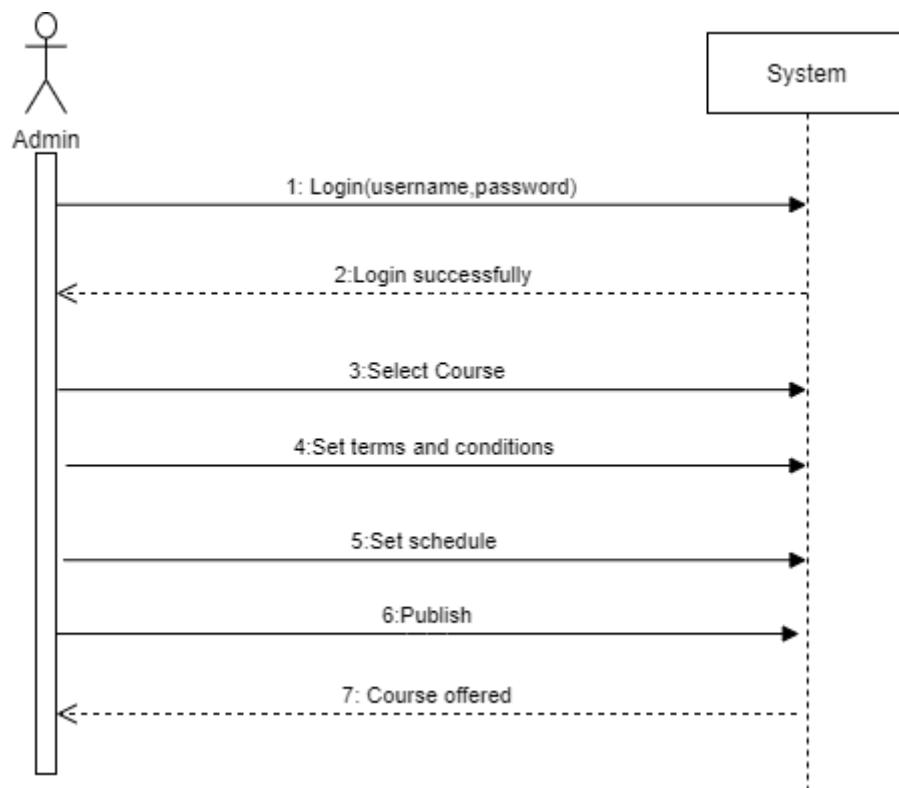 System
Admin
1: Login(username,password)
2:Login successfully
3:Select Course
4:Set terms and conditions
5:Set schedule
6:Publish
7: Course offered